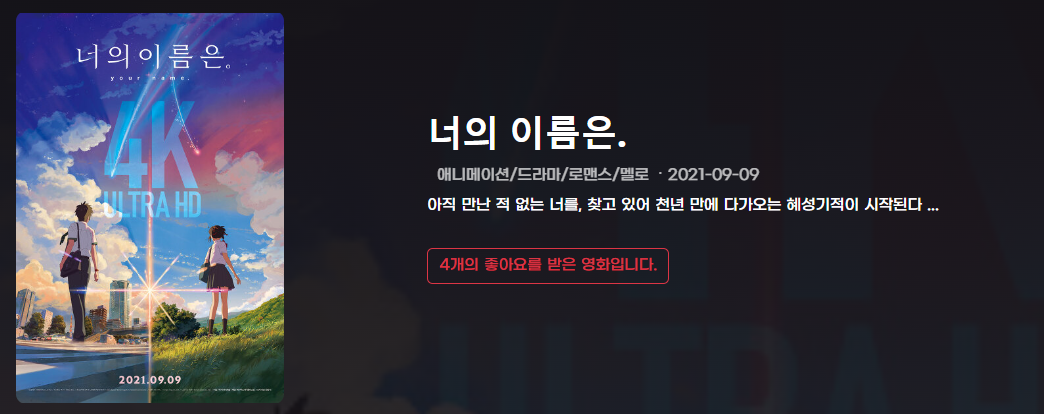 너의 이름은.
your name.
4K
ULTRA HD
2021.09.09
너의 이름은.
애니메이션/드라마/로맨스/멜로 · 2021-09-09
아직 만난 적 없는 너를, 찾고 있어 천년 만에 다가오는 혜성기적이 시작된다 ...
4개의 좋아요를 받은 영화입니다.